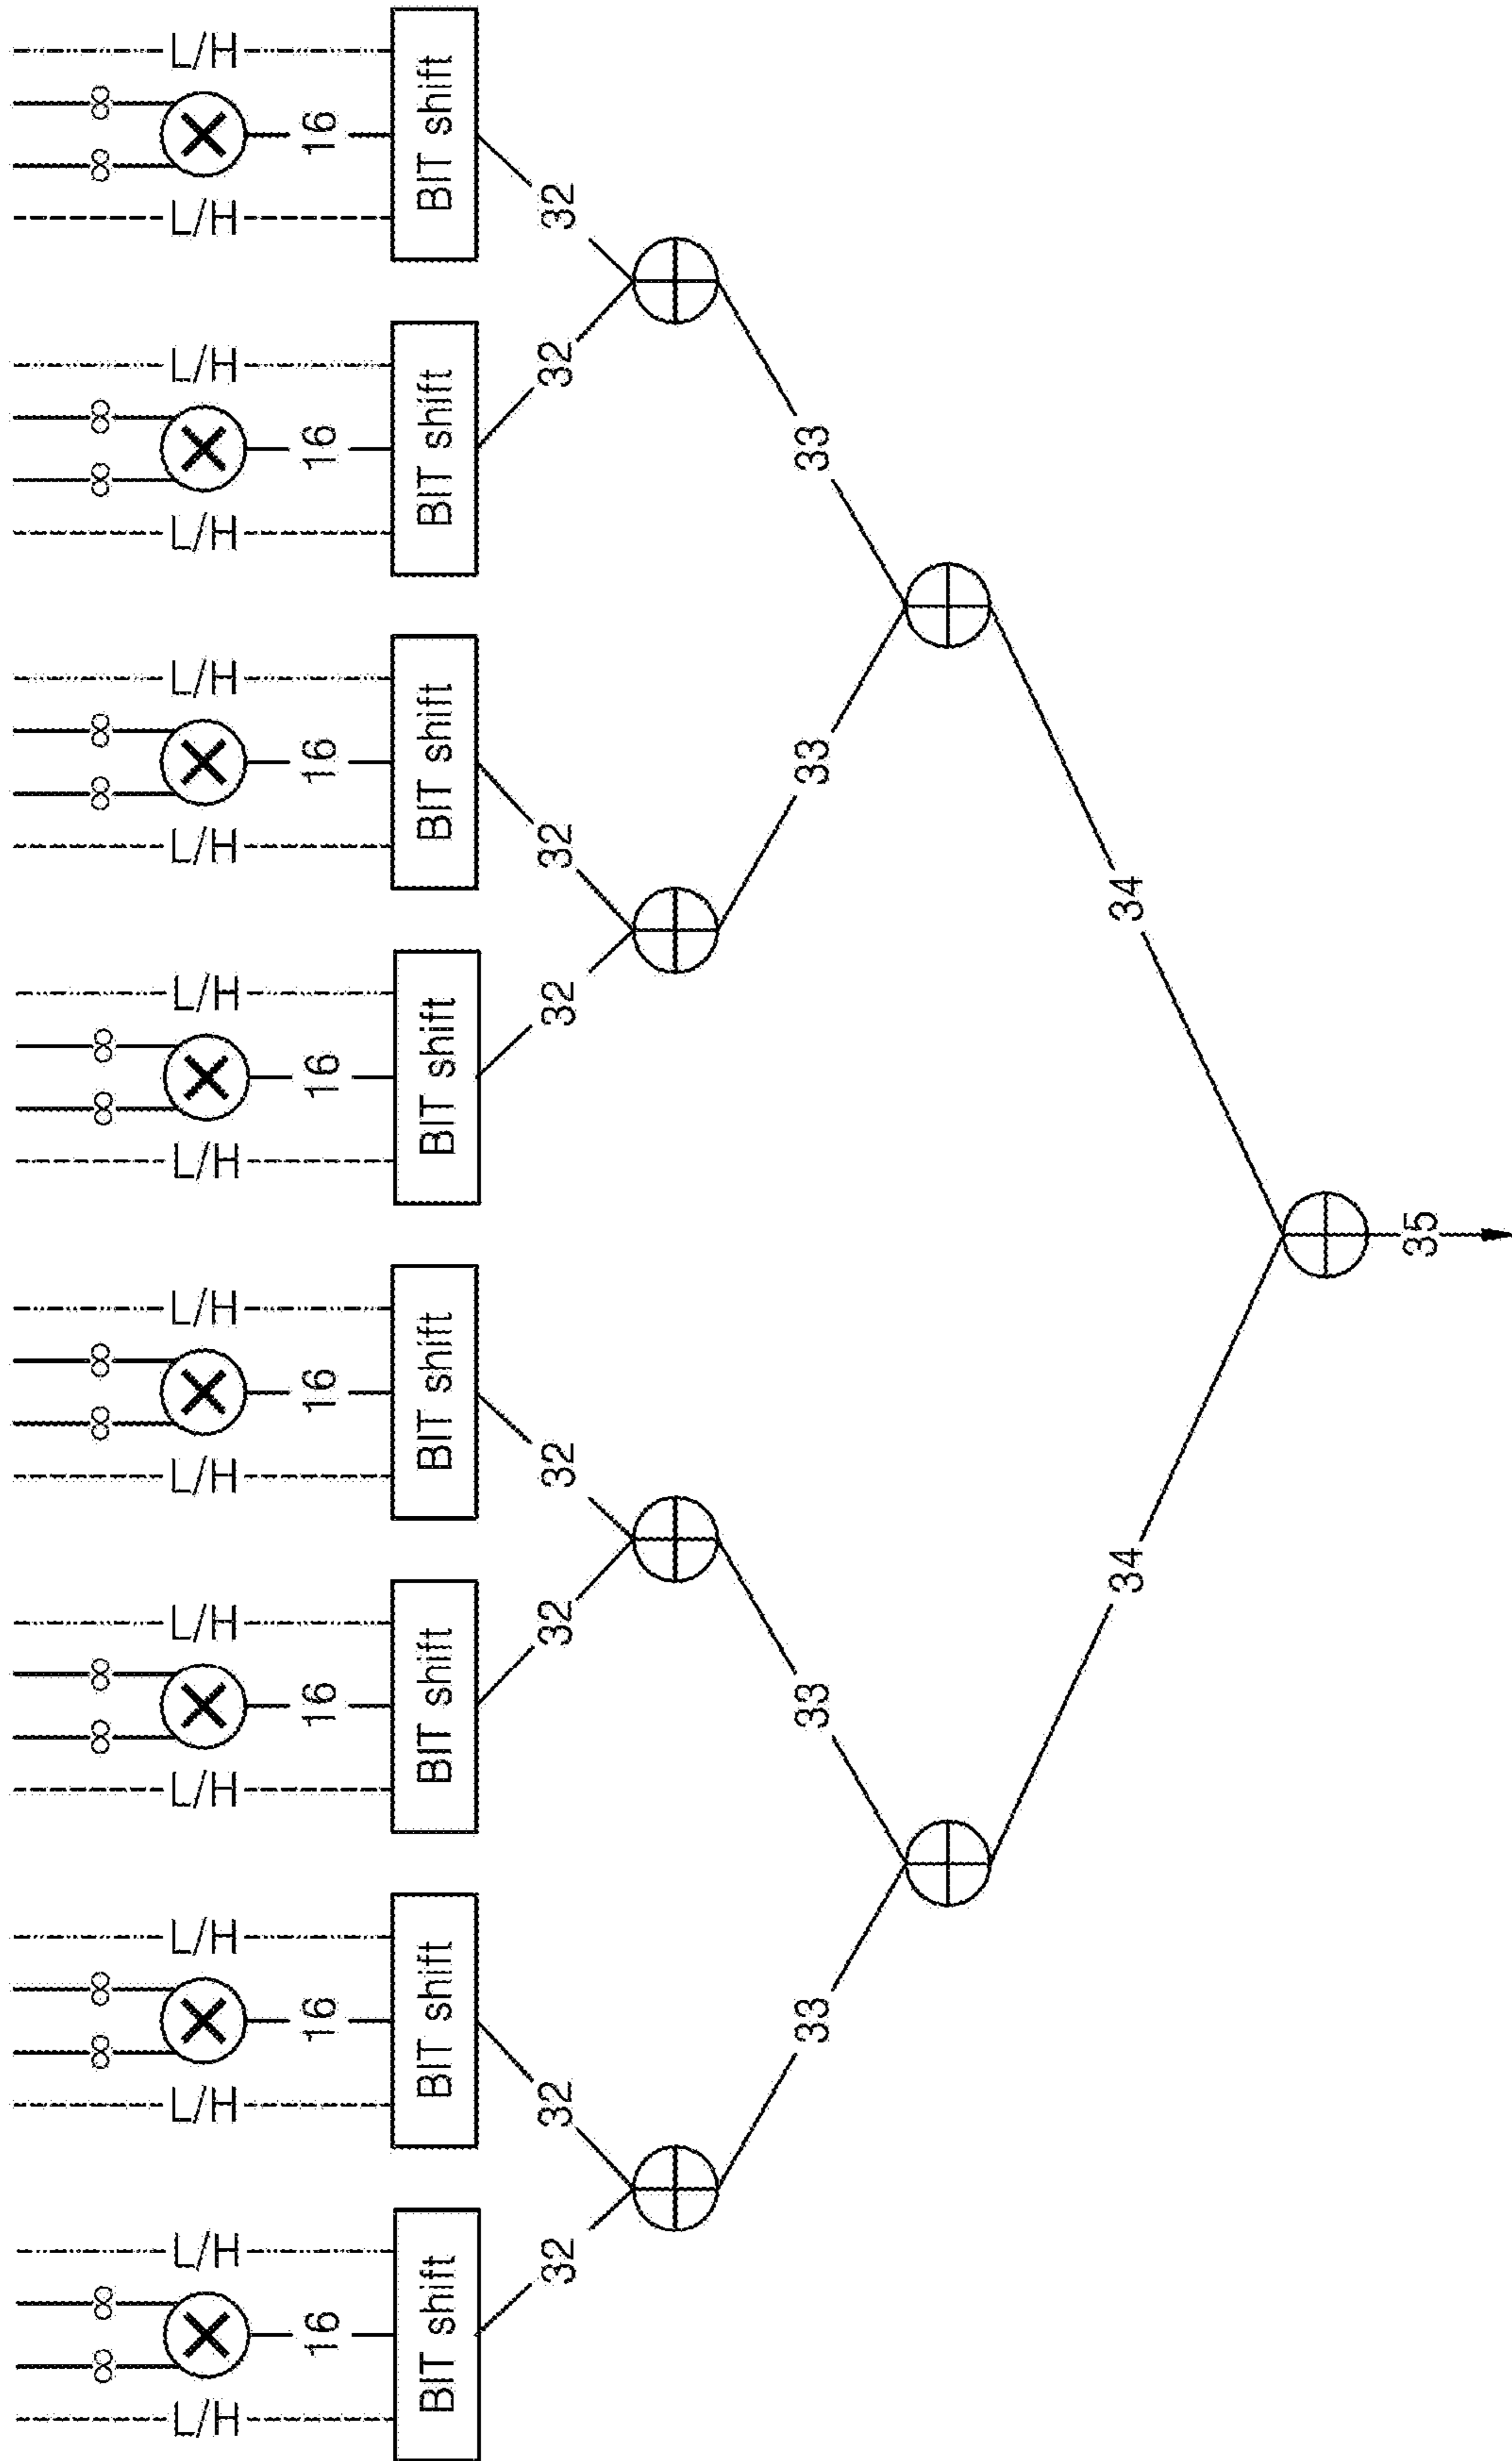 8 8 8 8 8 8 8 8 8 8 8 8 8 8 8 8
L/H L/H L/H L/H L/H L/H L/H L/H L/H L/H L/H L/H L/H L/H L/H L/H
16 16 16 16 16 16 16 16
BIT shift BIT shift BIT shift BIT shift BIT shift BIT shift BIT shift BIT shift
32 32 32 32 32 32 32 32
33 33 33 33
34 34
35